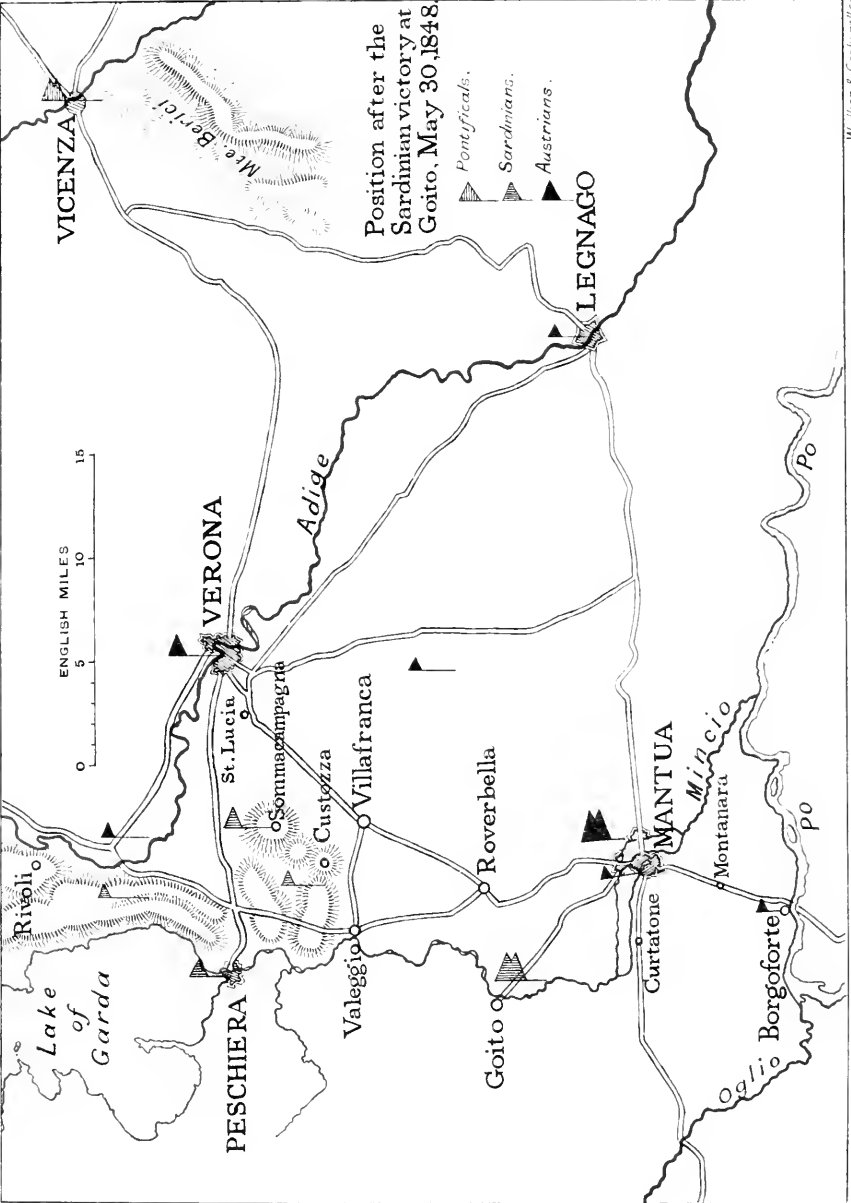 VICENZA
Mte. Berici
Position after the
Sardinian victory at
Goito, May 30,1848.
Pontificals.
Sardinians.
Austrians.
ENGLISH MILES
0 5 10 15
Lake
of
Garda
Rivoli
PESCHIERA
VERONA
St. Lucia
Sommacampagna
Custozza
Valeggio
Villafranca
Adige
LEGNAGO
Roverbella
Goito
MANTUA
Curtatone
Mincio
Montanara
Borgoforte
Oglio
Po
Po